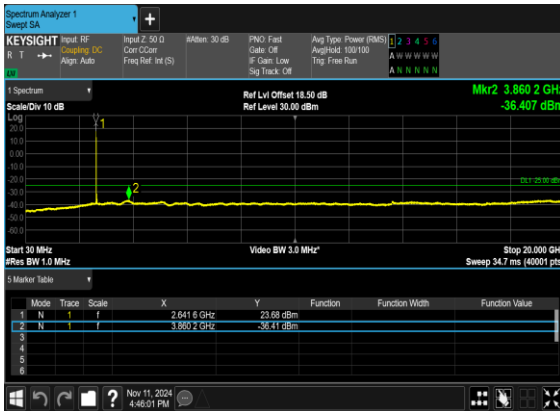 Spectrum Analyzer 1
Swept SA
+
KEYSIGHT Input: RF Input Z: 50 Ω #Atten: 30 dB PNO: Fast Avg Type: Power (RMS) 1 2 3 4 5 6
R T Coupling: DC Corr CCorr Gate: Off Avg|Hold: 100/100 A W W W W W
Align: Auto Freq Ref: Int (S) IF Gain: Low Trig: Free Run
LXI Sig Track: Off A N N N N N
1 Spectrum Ref Lvl Offset 18.50 dB Mkr2 3.860 2 GHz
Scale/Div 10 dB Ref Level 30.00 dBm -36.407 dBm
Log
1
20.0
10.0
0.00
-10.0
-20.0
DL1 -25.00 dBm
-30.0
2
-40.0
-50.0
-60.0
Start 30 MHz Video BW 3.0 MHz* Stop 20.000 GHz
#Res BW 1.0 MHz Sweep 34.7 ms (40001 pts)
5 Marker Table
Mode Trace Scale X Y Function Function Width Function Value
1 N 1 f 2.641 6 GHz 23.68 dBm
2 N 1 f 3.860 2 GHz -36.41 dBm
3
4
5
6
? Nov 11, 2024
4:46:01 PM